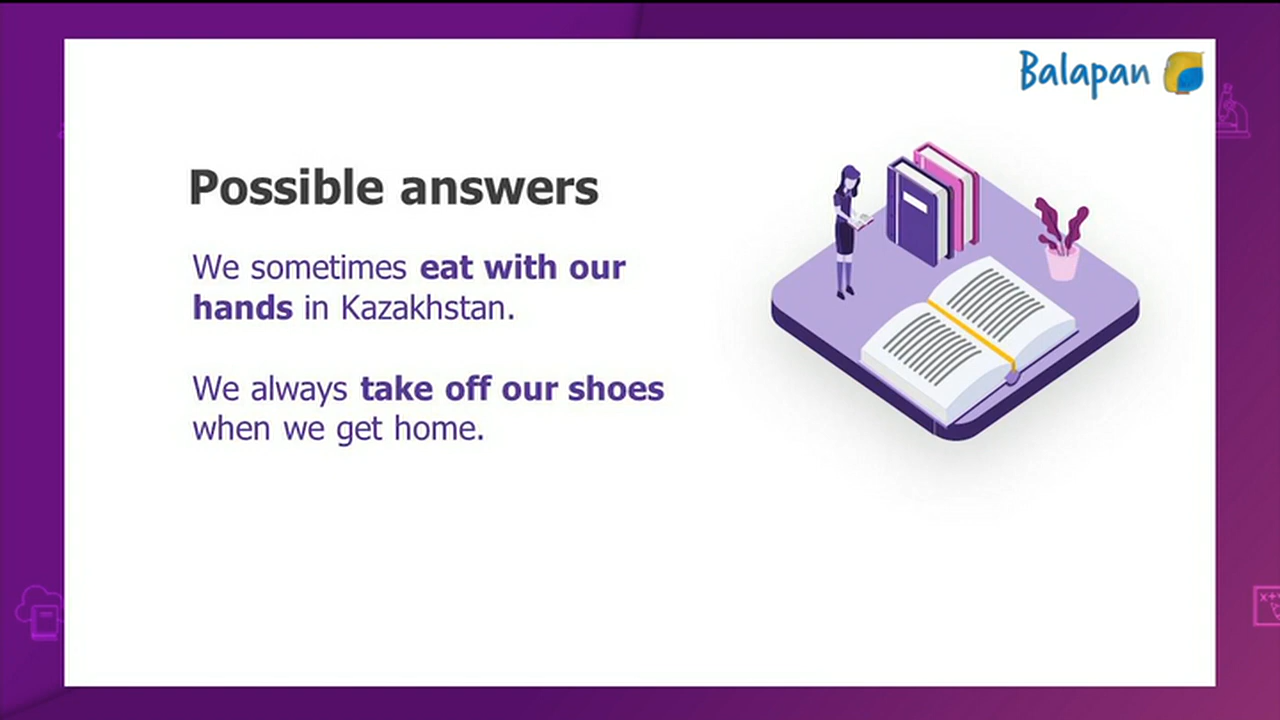 Balapan
Possible answers
We sometimes eat with our
hands in Kazakhstan.
We always take off our shoes
when we get home.